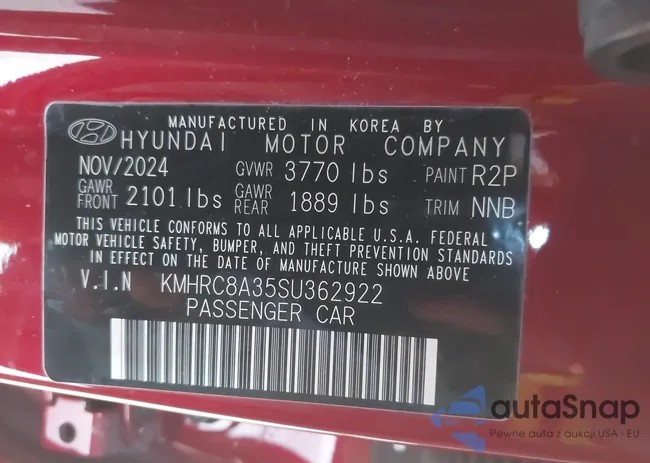 MANUFACTURED IN KOREA BY
HYUNDAI MOTOR COMPANY
NOV/2024 GVWR 3770 lbs PAINT R2P
GAWR FRONT 2101 lbs GAWR REAR 1889 lbs TRIM NNB
THIS VEHICLE CONFORMS TO ALL APPLICABLE U.S.A. FEDERAL
MOTOR VEHICLE SAFETY, BUMPER, AND THEFT PREVENTION STANDARDS
IN EFFECT ON THE DATE OF MANUFACTURE SHOWN ABOVE
V.I.N KMHRC8A35SU362922
PASSENGER CAR
autaSnap
Pewne auta z aukcji USA i EU